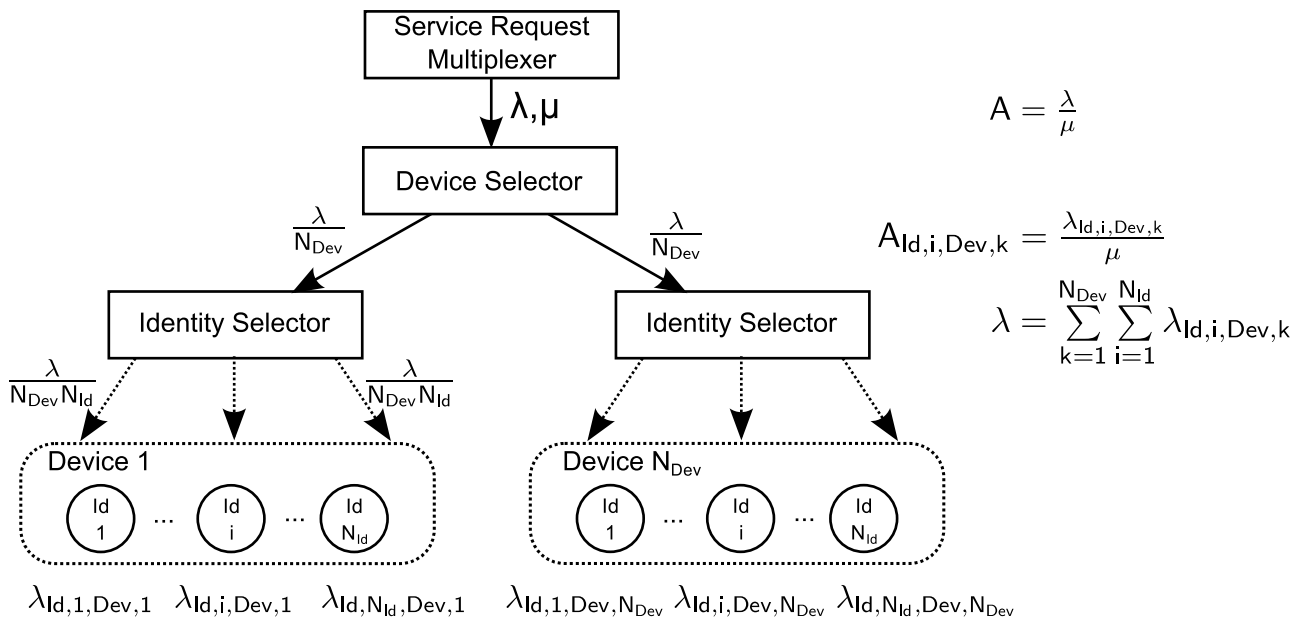 Service Request
Multiplexer
λ,μ
A = λ/μ
Device Selector
λ/N_Dev
λ/N_Dev
A_Id,i,Dev,k = λ_Id,i,Dev,k/μ
Identity Selector
Identity Selector
λ = ∑_{k=1}^{N_Dev} ∑_{i=1}^{N_Id} λ_Id,i,Dev,k
λ/N_Dev N_Id
λ/N_Dev N_Id
Device 1
Id
1
...
Id
i
...
Id
N_Id
Device N_Dev
Id
1
...
Id
i
...
Id
N_Id
λ_Id,1,Dev,1
λ_Id,i,Dev,1
λ_Id,N_Id,Dev,1
λ_Id,1,Dev,N_Dev
λ_Id,i,Dev,N_Dev
λ_Id,N_Id,Dev,N_Dev